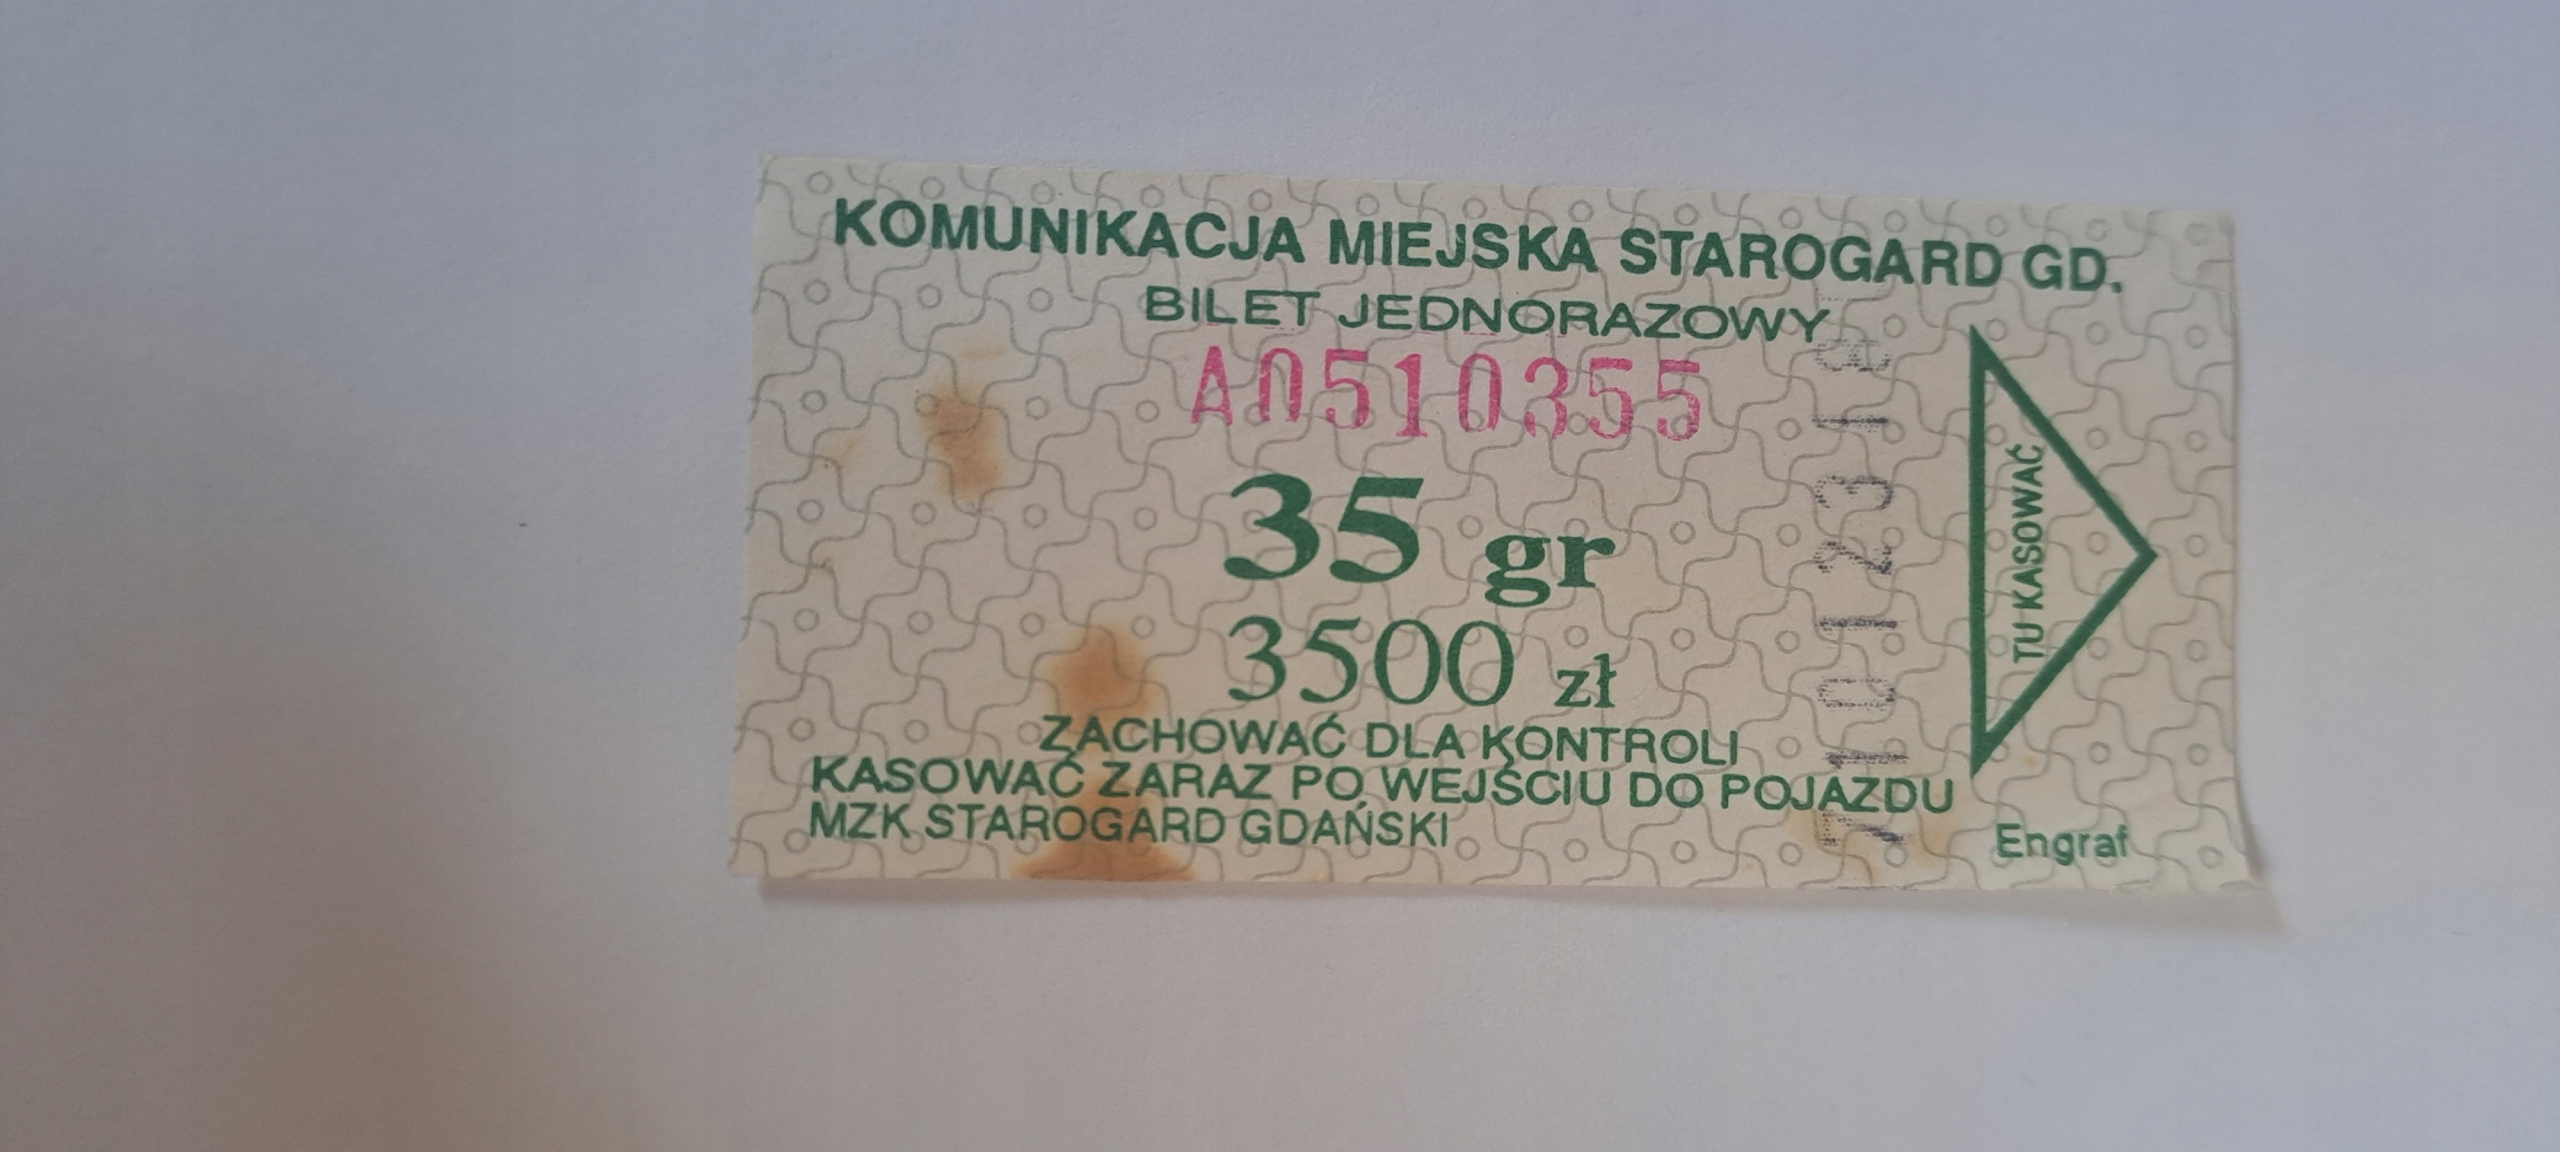 KOMUNIKACJA MIEJSKA STAROGARD GD.
BILET JEDNORAZOWY
A0510355
35 gr
3500 zł
ZACHOWAĆ DLA KONTROLI
KASOWAĆ ZARAZ PO WEJŚCIU DO POJAZDU
MZK STAROGARD GDAŃSKI
TU KASOWAĆ
Engraf